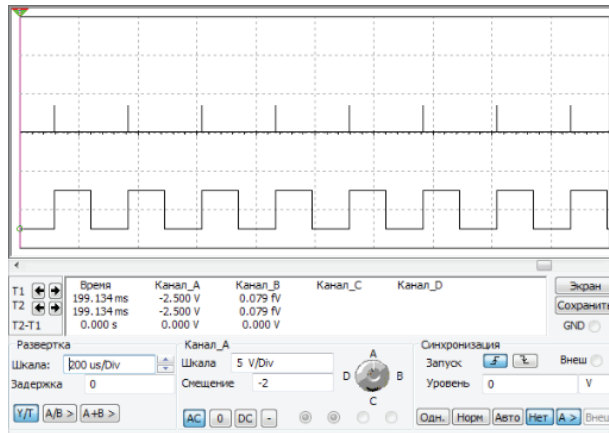 Время Канал_A Канал_B Канал_C Канал_D
T1 199.134 ms -2.500 V 0.079 fV
T2 199.134 ms -2.500 V 0.079 fV
T2-T1 0.000 s 0.000 V 0.000 V
Экран
Сохранить
GND
Развертка Канал_A Синхронизация
Шкала: 200 us/Div Шкала 5 V/Div Запуск Внеш
Задержка 0 Смещение -2 Уровень 0 V
A
D B
C
Y/T A/B > A+B > AC 0 DC - Одн. Норм Авто Нет A > Внеш